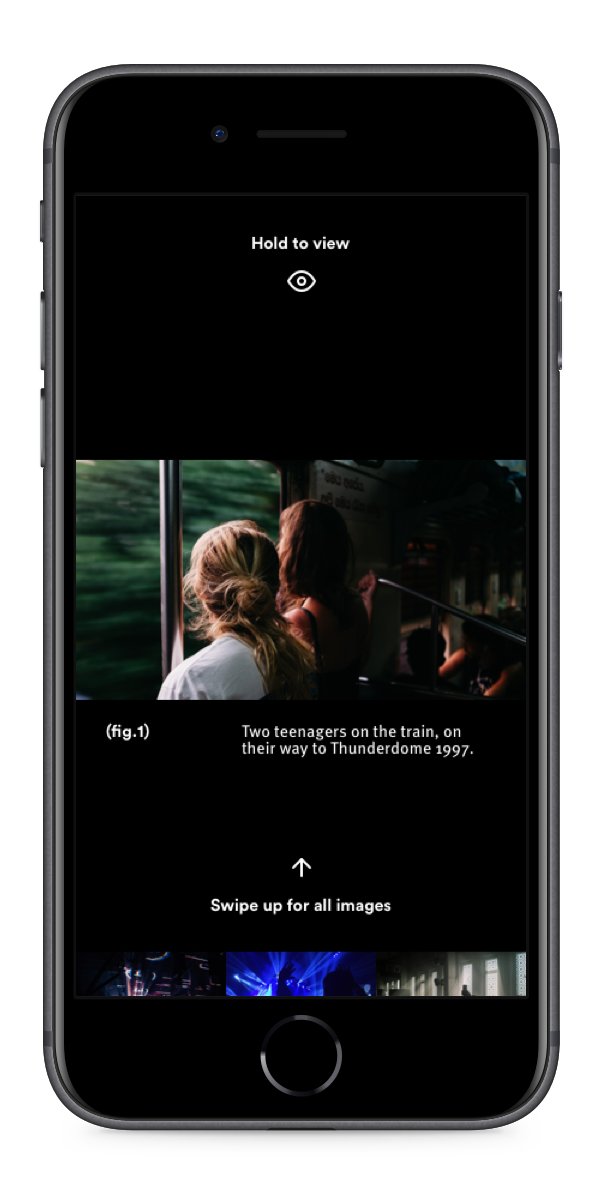 Hold to view
(fig.1)
Two teenagers on the train, on
their way to Thunderdome 1997.
Swipe up for all images